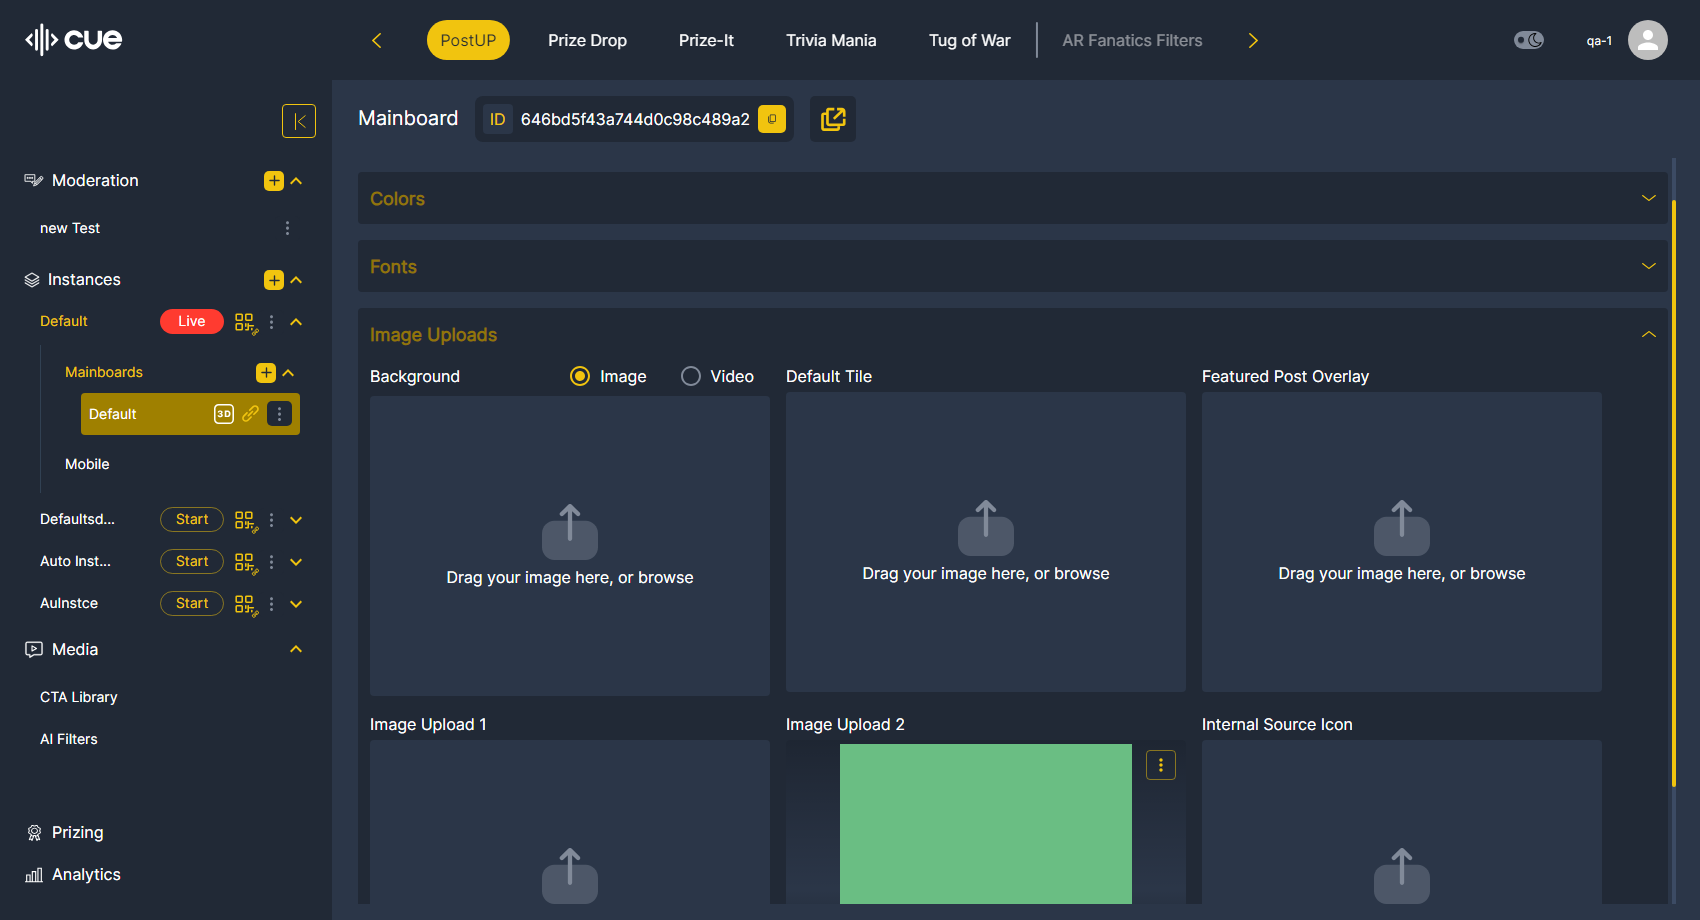 cue
PostUP
Prize Drop
Prize-It
Trivia Mania
Tug of War
AR Fanatics Filters
qa-1
Moderation
new Test
Instances
Default
Live
Mainboards
Default
3D
Mobile
Defaultsd...
Start
Auto Inst...
Start
AuInstce
Start
Media
CTA Library
AI Filters
Prizing
Analytics
Mainboard
ID
646bd5f43a744d0c98c489a2
Colors
Fonts
Image Uploads
Background
Image
Video
Default Tile
Featured Post Overlay
Drag your image here, or browse
Drag your image here, or browse
Drag your image here, or browse
Image Upload 1
Image Upload 2
Internal Source Icon